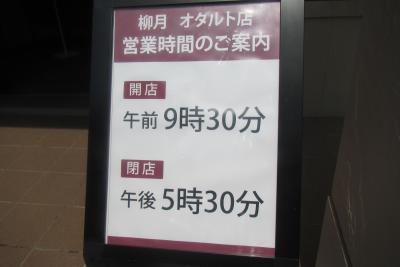 柳月　オダルト店
営業時間のご案内
開店
午前 9時30分
閉店
午後 5時30分